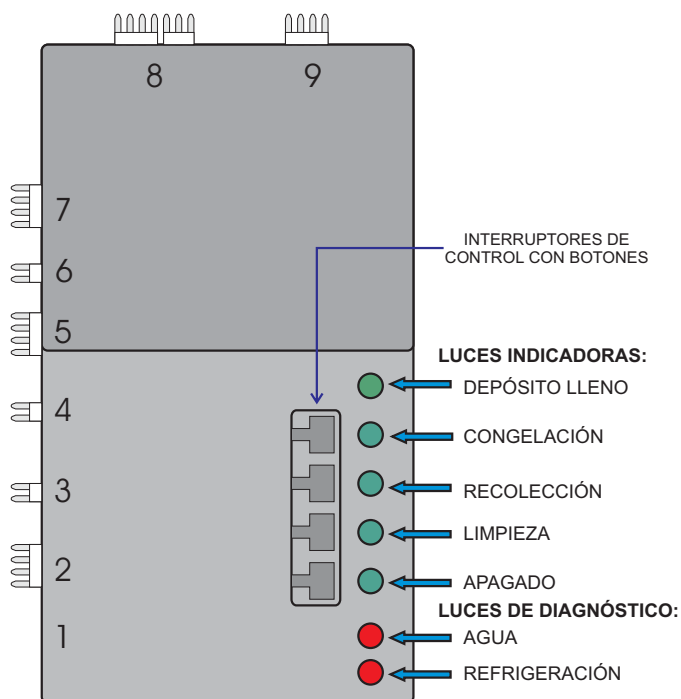 8
9
7
6
5
4
3
2
1
INTERRUPTORES DE
CONTROL CON BOTONES
LUCES INDICADORAS:
DEPÓSITO LLENO
CONGELACIÓN
RECOLECCIÓN
LIMPIEZA
APAGADO
LUCES DE DIAGNÓSTICO:
AGUA
REFRIGERACIÓN